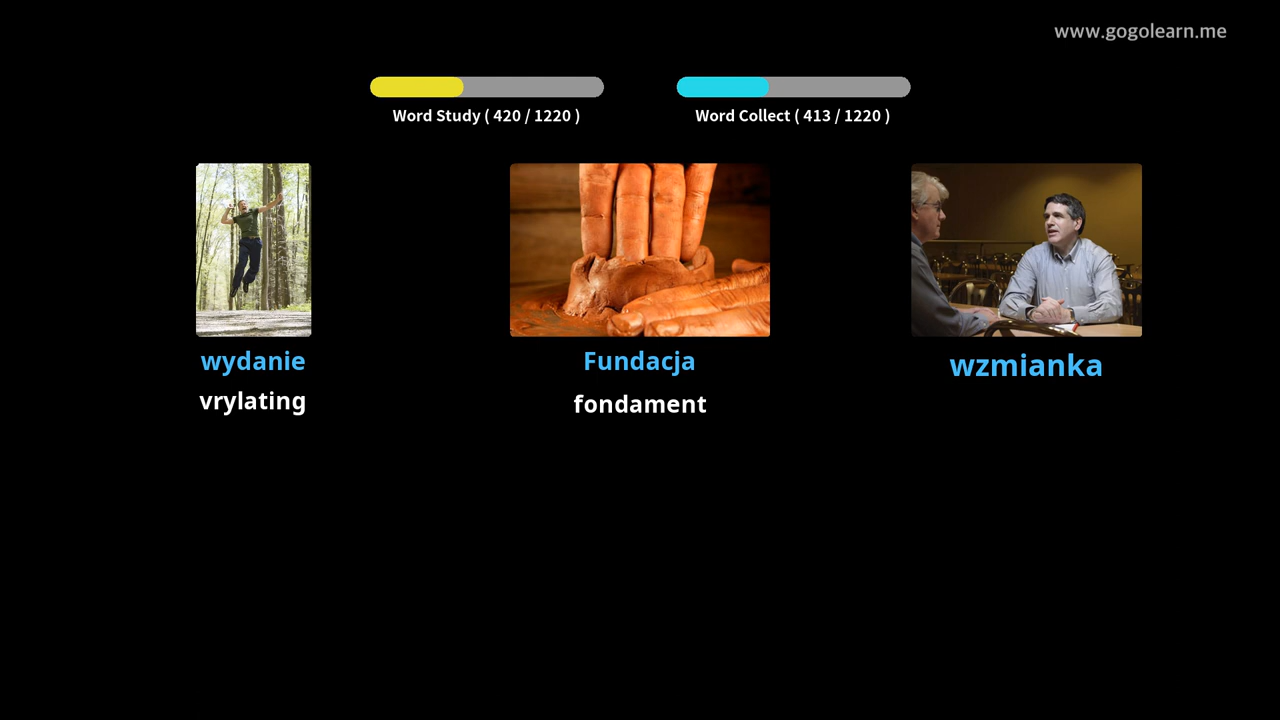 www.gogolearn.me
Word Study ( 420 / 1220 )
Word Collect ( 413 / 1220 )
wydanie
vrylating
Fundacja
fondament
wzmianka